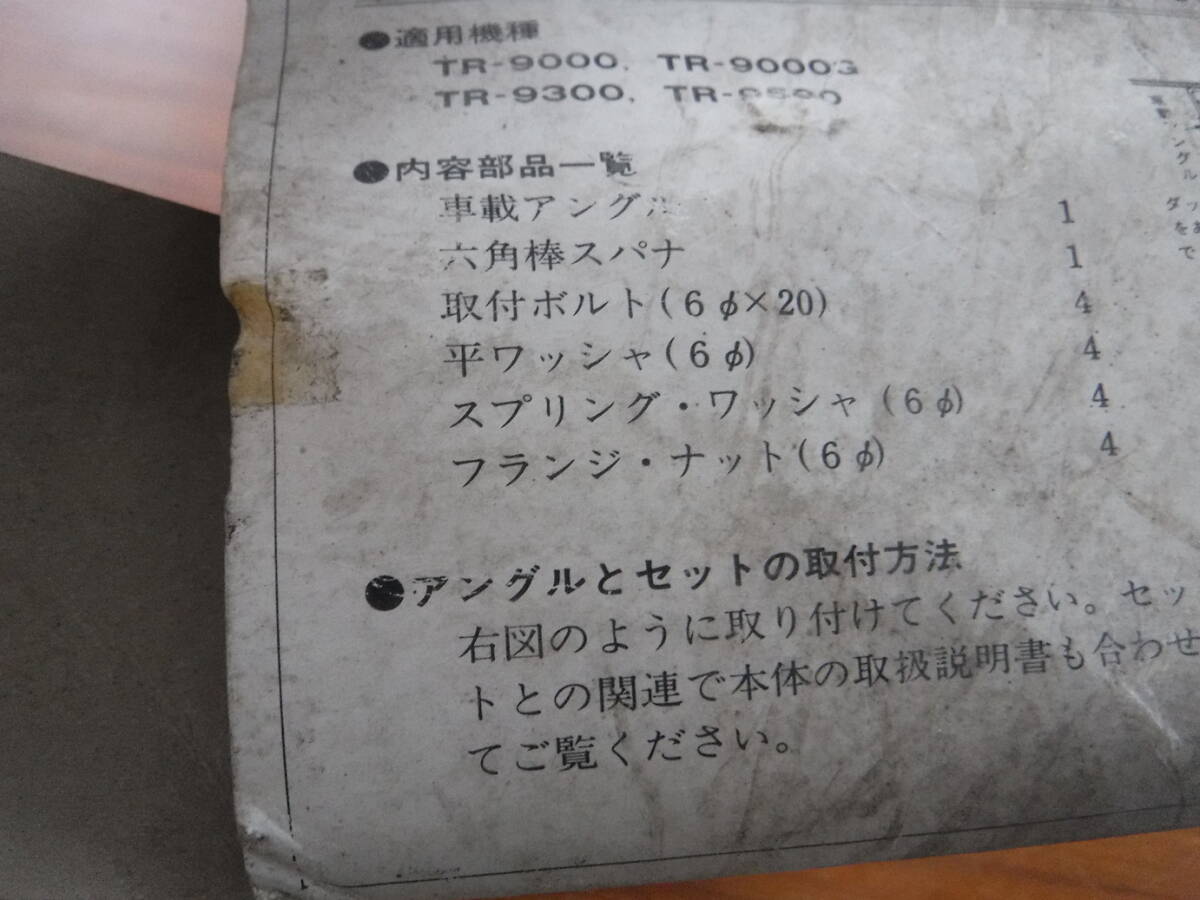 ●適用機種
TR-9000, TR-9000G
TR-9300,
●内容部品一覧
車載アングル 1
六角棒スパナ 1
取付ボルト(6φ×20) 4
平ワッシャ(6φ) 4
スプリング・ワッシャ(6φ) 4
フランジ・ナット(6φ) 4
●アングルとセットの取付方法
右図のように取り付けてください。セッ
トとの関連で本体の取扱説明書も合わせ
てご覧ください。